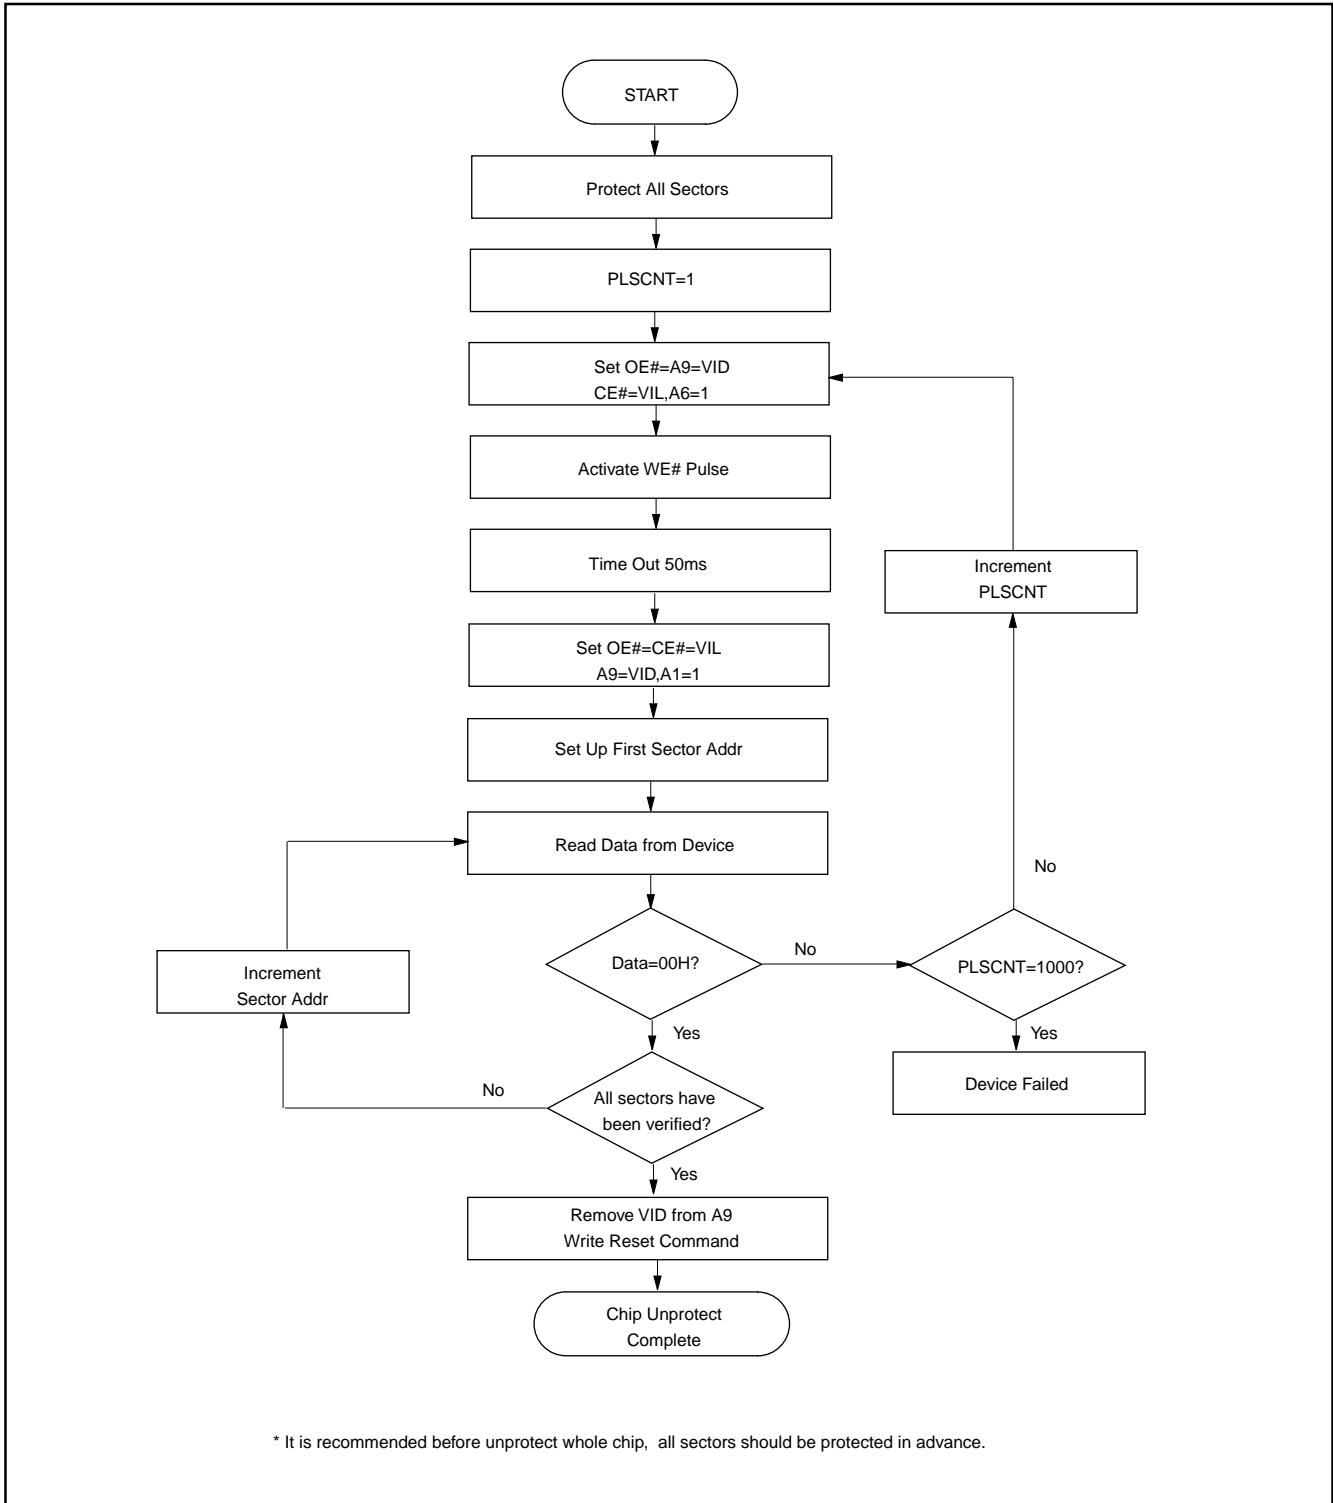 START
Protect All Sectors
PLSCNT=1
Set OE#=A9=VID
CE#=VIL,A6=1
Activate WE# Pulse
Time Out 50ms
Increment
PLSCNT
Set OE#=CE#=VIL
A9=VID,A1=1
Set Up First Sector Addr
Read Data from Device
No
Data=00H?
No
PLSCNT=1000?
Increment
Sector Addr
Yes
Yes
Device Failed
No
All sectors have
been verified?
Yes
Remove VID from A9
Write Reset Command
Chip Unprotect
Complete
* It is recommended before unprotect whole chip, all sectors should be protected in advance.